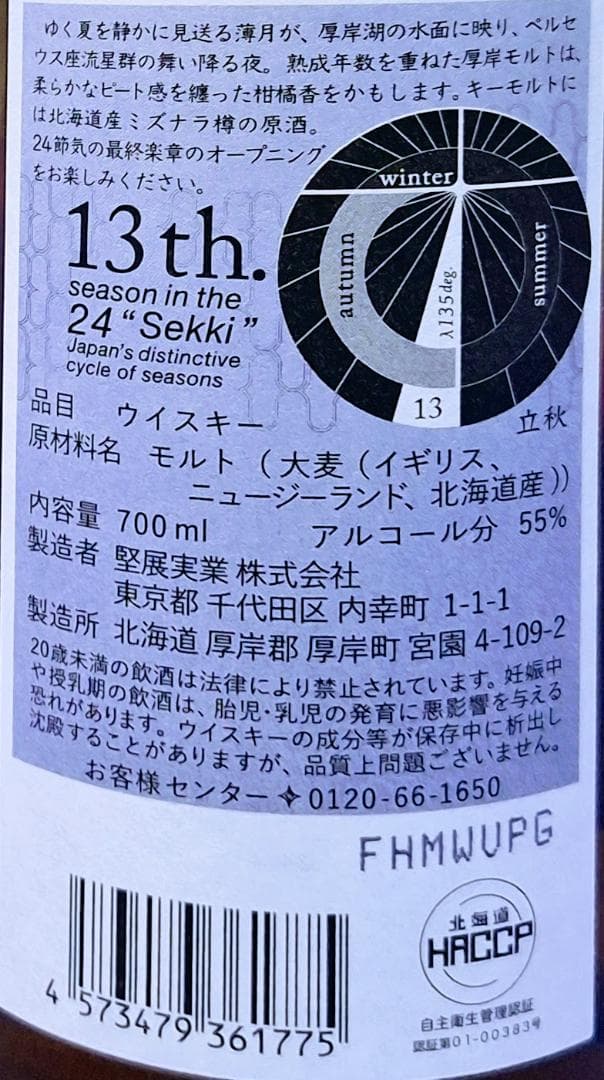 ゆく夏を静かに見送る薄月が、厚岸湖の水面に映り、ペルセ
ウス座流星群の舞い降る夜。熟成年数を重ねた厚岸モルトは、
柔らかなピート感を纏った柑橘香をかもします。キーモルトに
は北海道産ミズナラ樽の原酒。
24節気の最終楽章のオープニング
をお楽しみください。
winter
summer
autumn
λ135deg.
13
立秋
13th.
season in the
24 “Sekki”
Japan's distinctive
cycle of seasons
品目 ウイスキー
原材料名 モルト（大麦（イギリス、
ニュージーランド、北海道産））
内容量 700ml アルコール分 55%
製造者 堅展実業 株式会社
東京都 千代田区 内幸町 1-1-1
製造所 北海道 厚岸郡 厚岸町 宮園 4-109-2
20歳未満の飲酒は法律により禁止されています。妊娠中
や授乳期の飲酒は、胎児・乳児の発育に悪影響を与える
恐れがあります。ウイスキーの成分等が保存中に析出し
沈殿することがありますが、品質上問題ございません。
お客様センター✧0120-66-1650
FHMWUPG
北海道
HACCP
自主衛生管理認証
認証第01-00383号
4 573479 361775